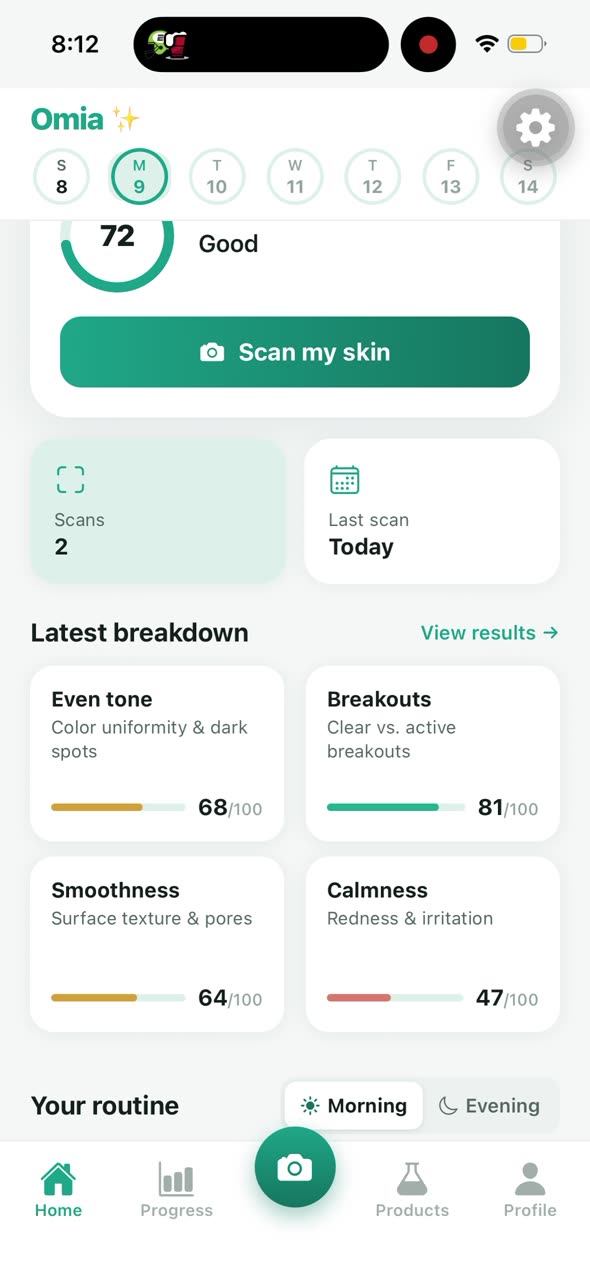 8:12
Omia ✨
S M T W T F S
8 9 10 11 12 13 14
72
Good
Scan my skin
Scans
2
Last scan
Today
Latest breakdown
View results →
Even tone
Color uniformity & dark
spots
68/100
Breakouts
Clear vs. active
breakouts
81/100
Smoothness
Surface texture & pores
64/100
Calmness
Redness & irritation
47/100
Your routine
Morning
Evening
Home
Progress
Products
Profile